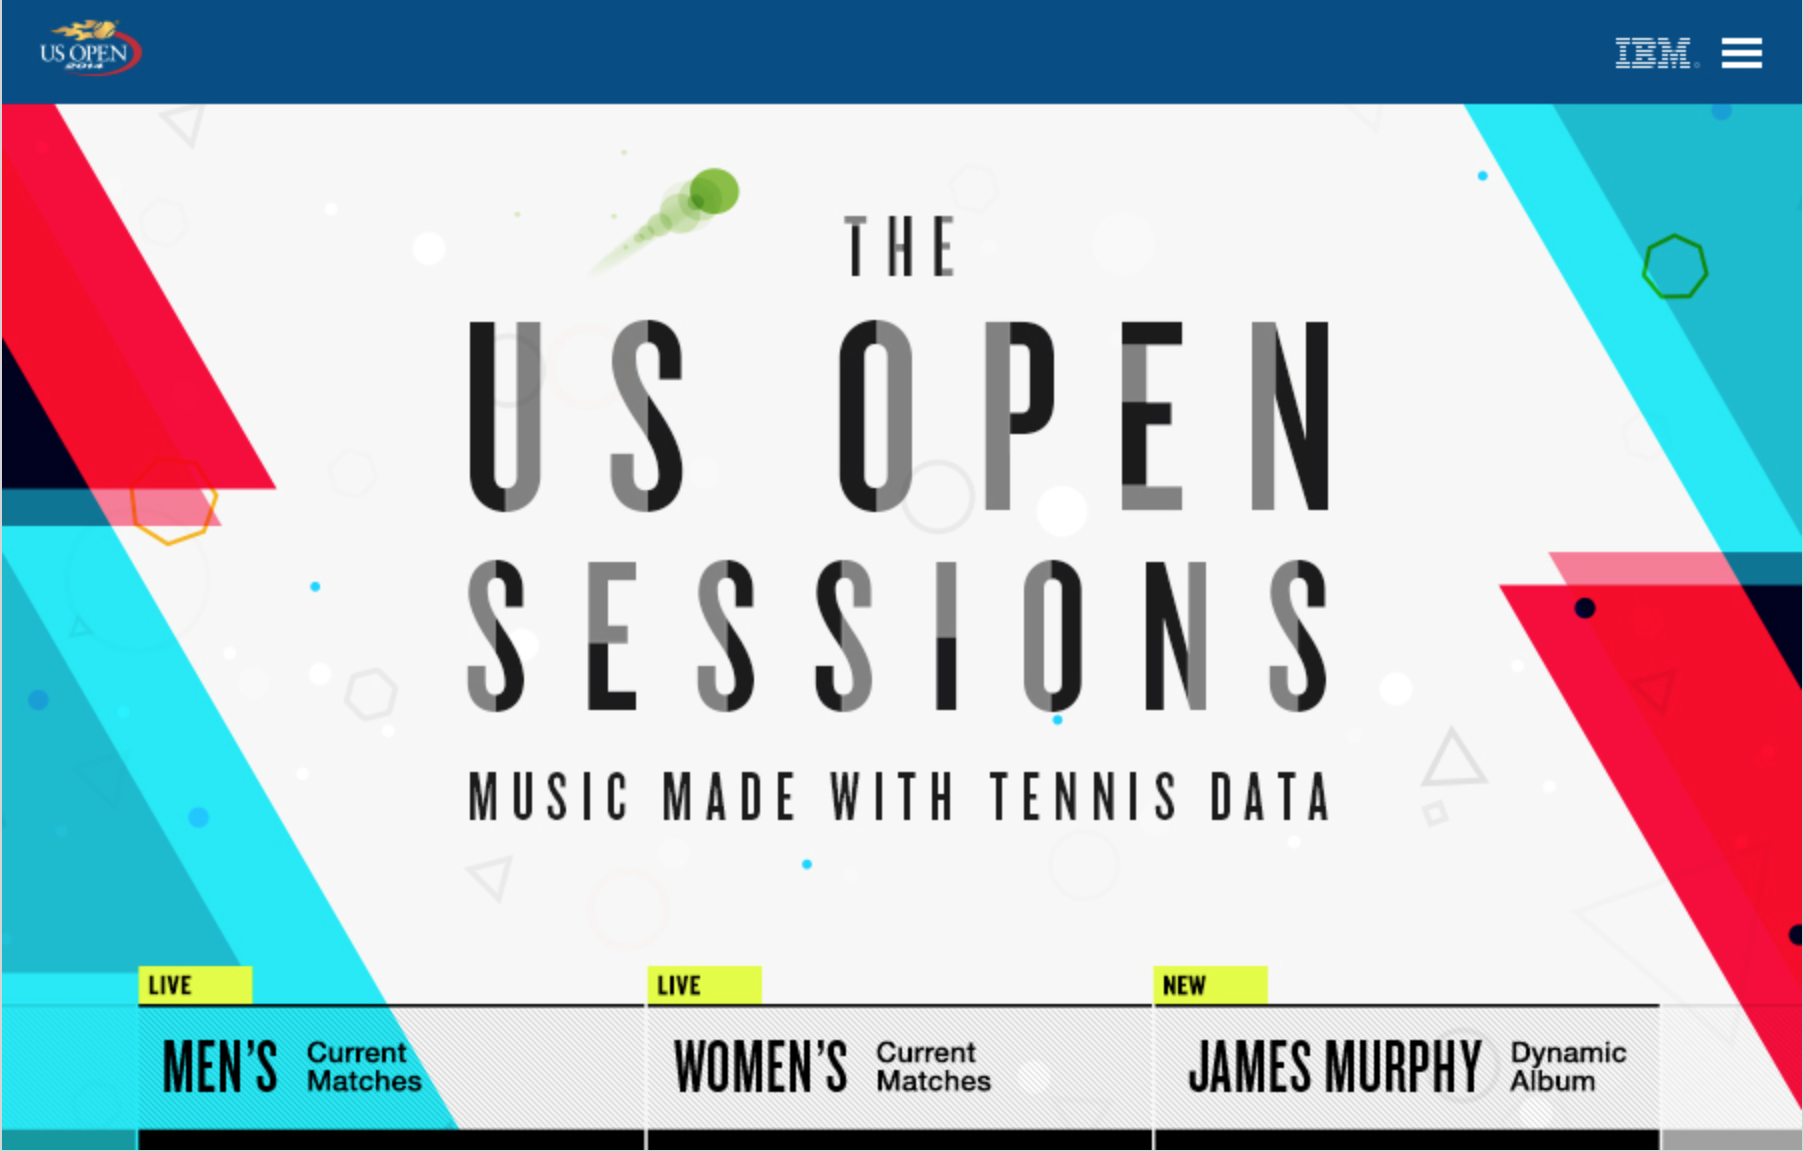 US OPEN
2014
IBM
THE
US OPEN
SESSIONS
MUSIC MADE WITH TENNIS DATA
LIVE
MEN'S Current
Matches
LIVE
WOMEN'S Current
Matches
NEW
JAMES MURPHY Dynamic
Album